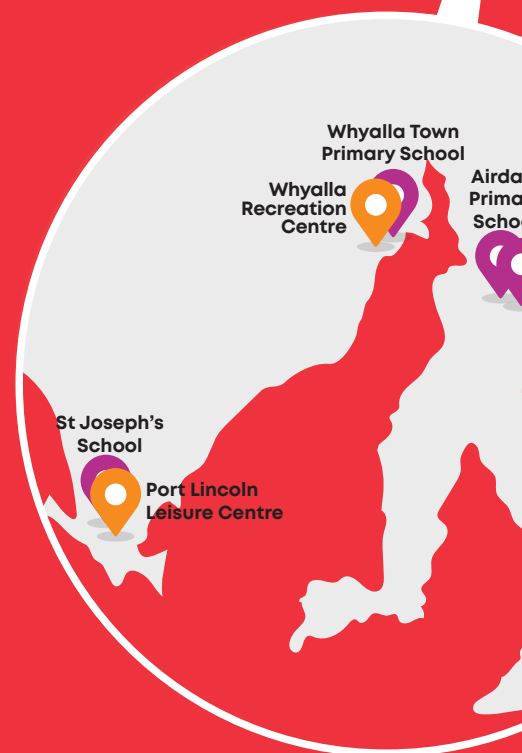 Whyalla Town
Primary School
Whyalla
Recreation
Centre
St Joseph's
School
Port Lincoln
Leisure Centre